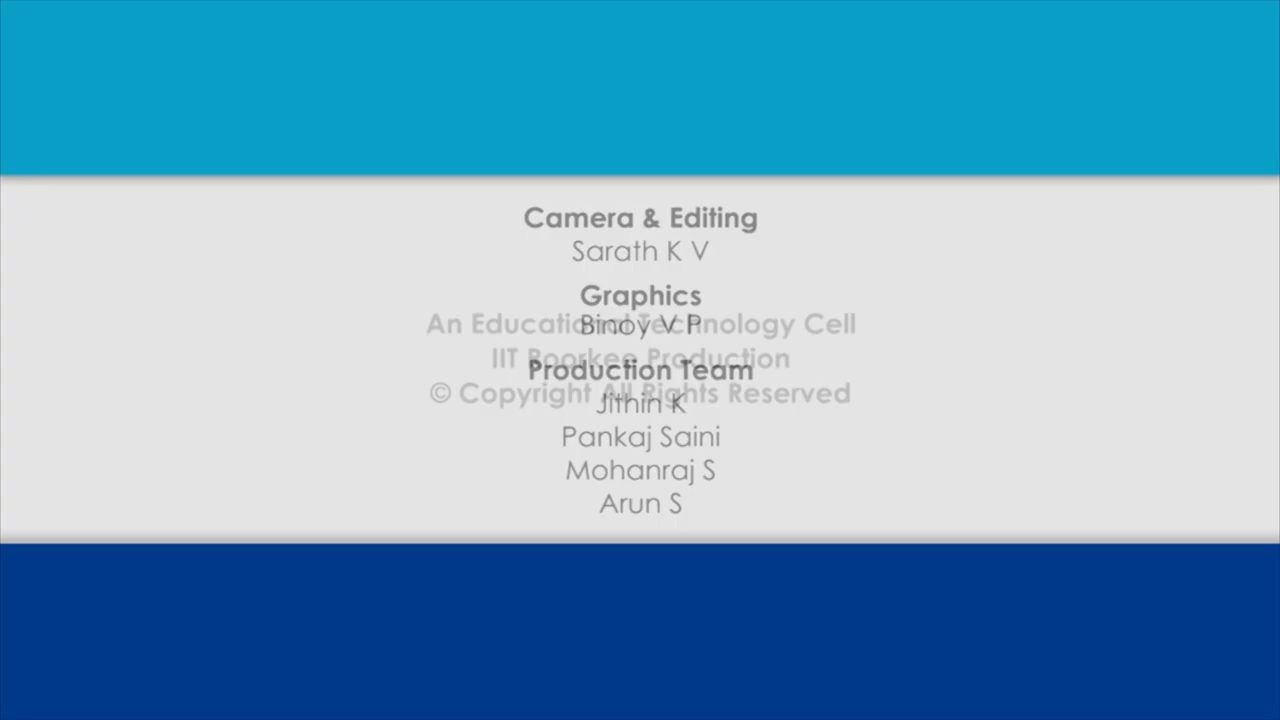 Camera & Editing
Sarath K V
Graphics
Binoy V P
An Educational Technology Cell
IIT Roorkee Production
Production Team
© Copyright All Rights Reserved
Jithin K
Pankaj Saini
Mohanraj S
Arun S